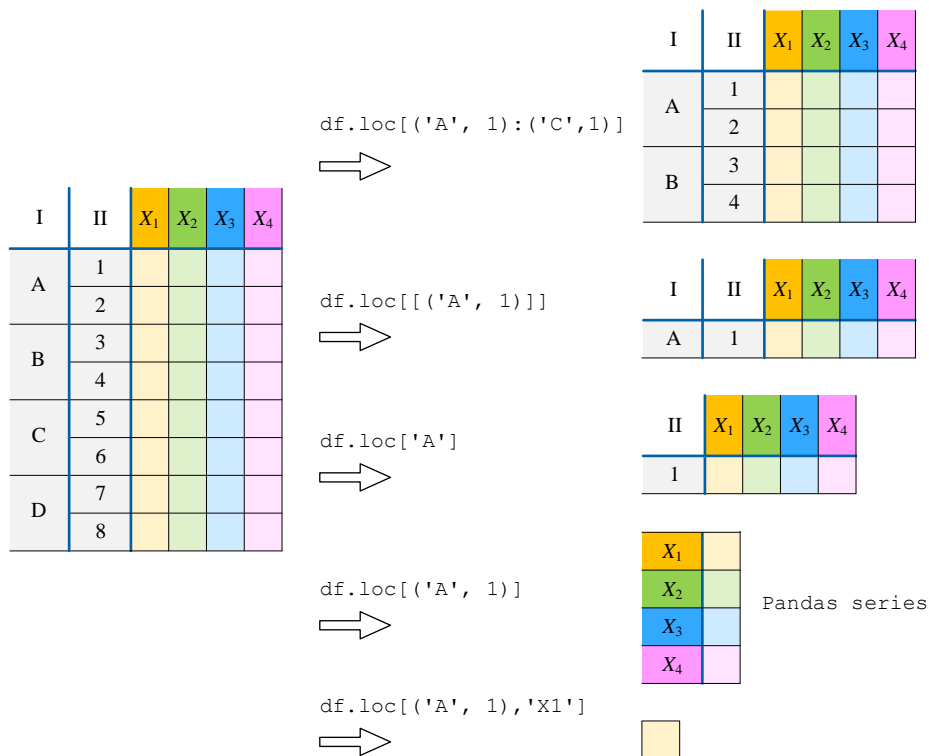 I II X1 X2 X3 X4
A 1
2
B 3
4
C 5
6
D 7
8
df.loc[('A', 1):('C',1)]
I II X1 X2 X3 X4
A 1
2
B 3
4
df.loc[[('A', 1)]]
I II X1 X2 X3 X4
A 1
df.loc['A']
II X1 X2 X3 X4
1
df.loc[('A', 1)]
X1
X2
X3
X4
Pandas series
df.loc[('A', 1),'X1']